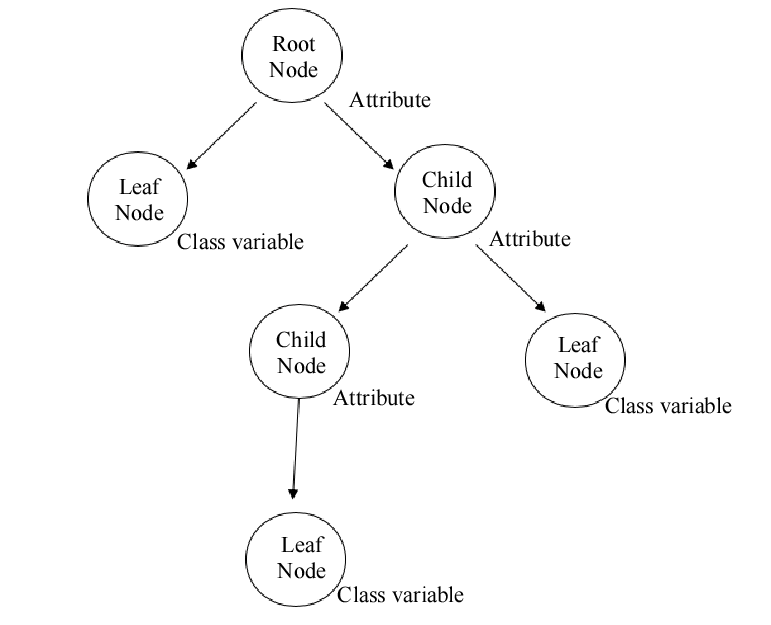 Root
Node
Attribute
Leaf
Node
Class variable
Child
Node
Attribute
Child
Node
Attribute
Leaf
Node
Class variable
Leaf
Node
Class variable